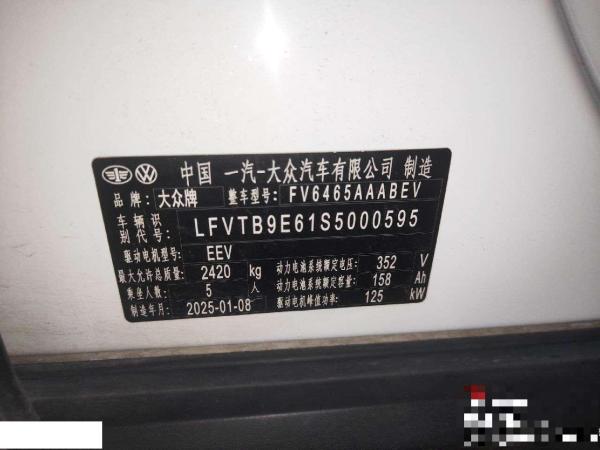 中国 一汽-大众汽车有限公司 制造
品牌: 大众牌 整车型号: FV6465AAABEV
车辆识别代号: LFVTB9E61S5000595
驱动电机型号: EEV
最大允许总质量: 2420 kg 动力电池系统额定电压: 352 V
乘坐人数: 5 人 动力电池系统额定容量: 158 Ah
制造年月: 2025-01-08 驱动电机峰值功率: 125 kW